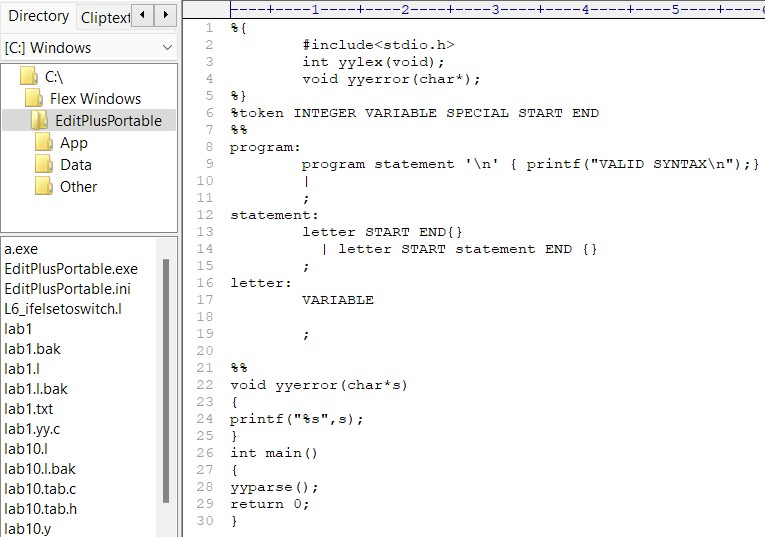 Directory
Cliptext
[C:] Windows
C:\
Flex Windows
EditPlusPortable
App
Data
Other
a.exe
EditPlusPortable.exe
EditPlusPortable.ini
L6_ifelsetoswitch.l
lab1
lab1.bak
lab1.l
lab1.l.bak
lab1.txt
lab1.yy.c
lab10.l
lab10.l.bak
lab10.tab.c
lab10.tab.h
lab10.y
----+----1----+----2----+----3----+----4----+----5----+----6
1 %{
2 #include<stdio.h>
3 int yylex(void);
4 void yyerror(char*);
5 %}
6 %token INTEGER VARIABLE SPECIAL START END
7 %%
8 program:
9 program statement '\n' { printf("VALID SYNTAX\n");}
10 |
11 ;
12 statement:
13 letter START END{}
14 | letter START statement END {}
15 ;
16 letter:
17 VARIABLE
18
19 ;
20
21 %%
22 void yyerror(char*s)
23 {
24 printf("%s",s);
25 }
26 int main()
27 {
28 yyparse();
29 return 0;
30 }